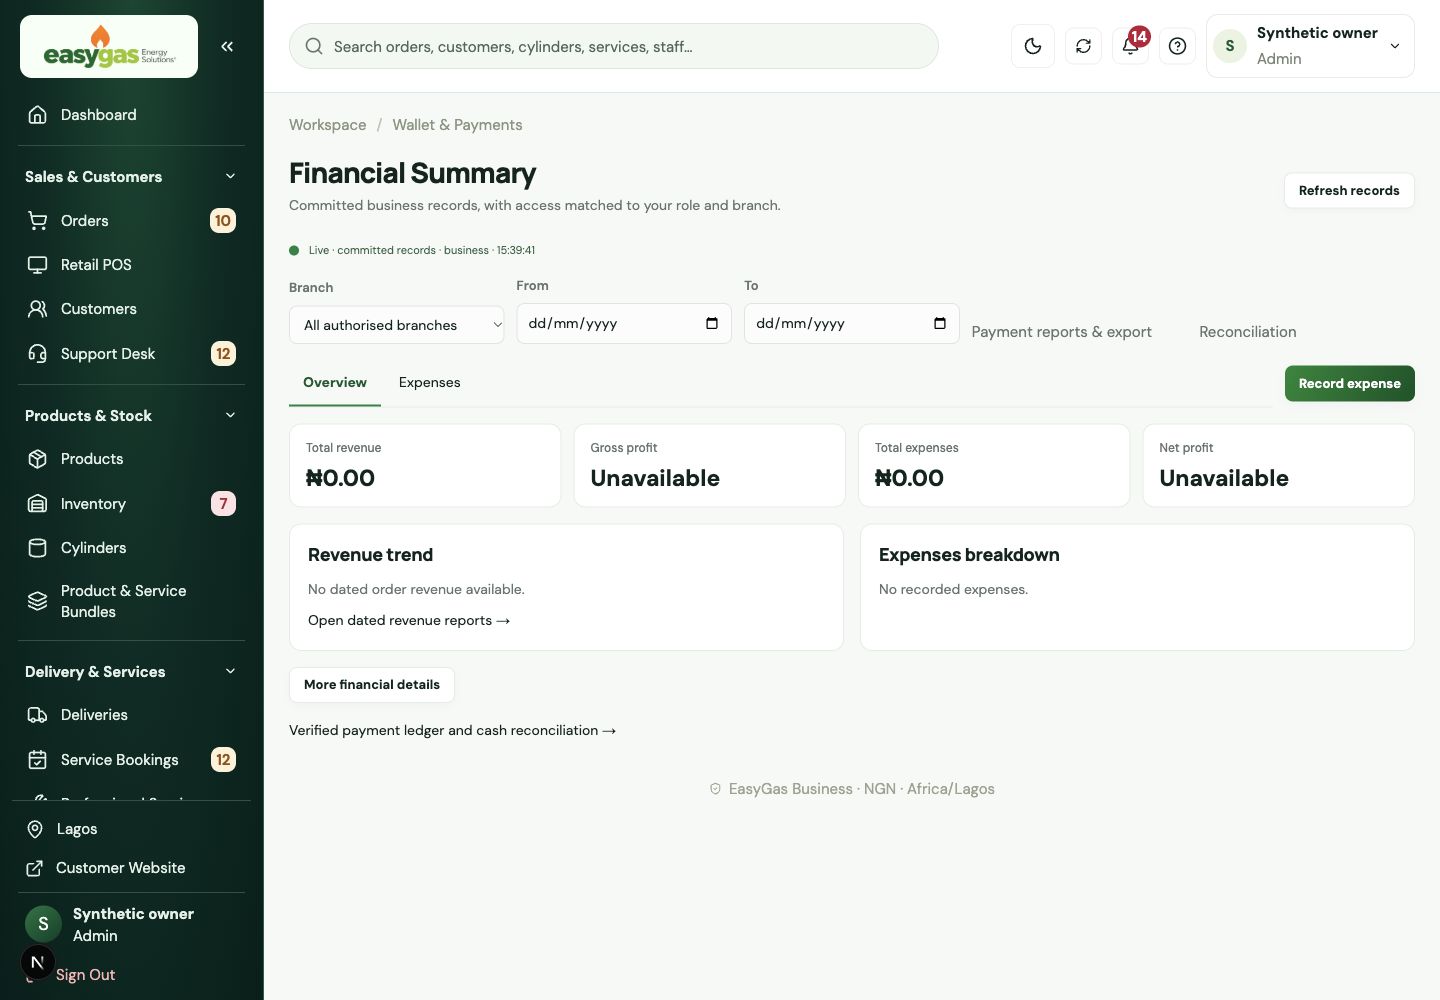 easygas Energy Solutions
Dashboard
Sales & Customers
Orders 10
Retail POS
Customers
Support Desk 12
Products & Stock
Products
Inventory 7
Cylinders
Product & Service
Bundles
Delivery & Services
Deliveries
Service Bookings 12
Lagos
Customer Website
S Synthetic owner
Admin
N
Sign Out
Search orders, customers, cylinders, services, staff...
14
S Synthetic owner
Admin
Workspace / Wallet & Payments
Financial Summary
Committed business records, with access matched to your role and branch.
Refresh records
Live · committed records · business · 15:39:41
Branch From To
All authorised branches dd/mm/yyyy dd/mm/yyyy Payment reports & export Reconciliation
Overview Expenses Record expense
Total revenue Gross profit Total expenses Net profit
₦0.00 Unavailable ₦0.00 Unavailable
Revenue trend
No dated order revenue available.
Open dated revenue reports →
Expenses breakdown
No recorded expenses.
More financial details
Verified payment ledger and cash reconciliation →
EasyGas Business · NGN · Africa/Lagos